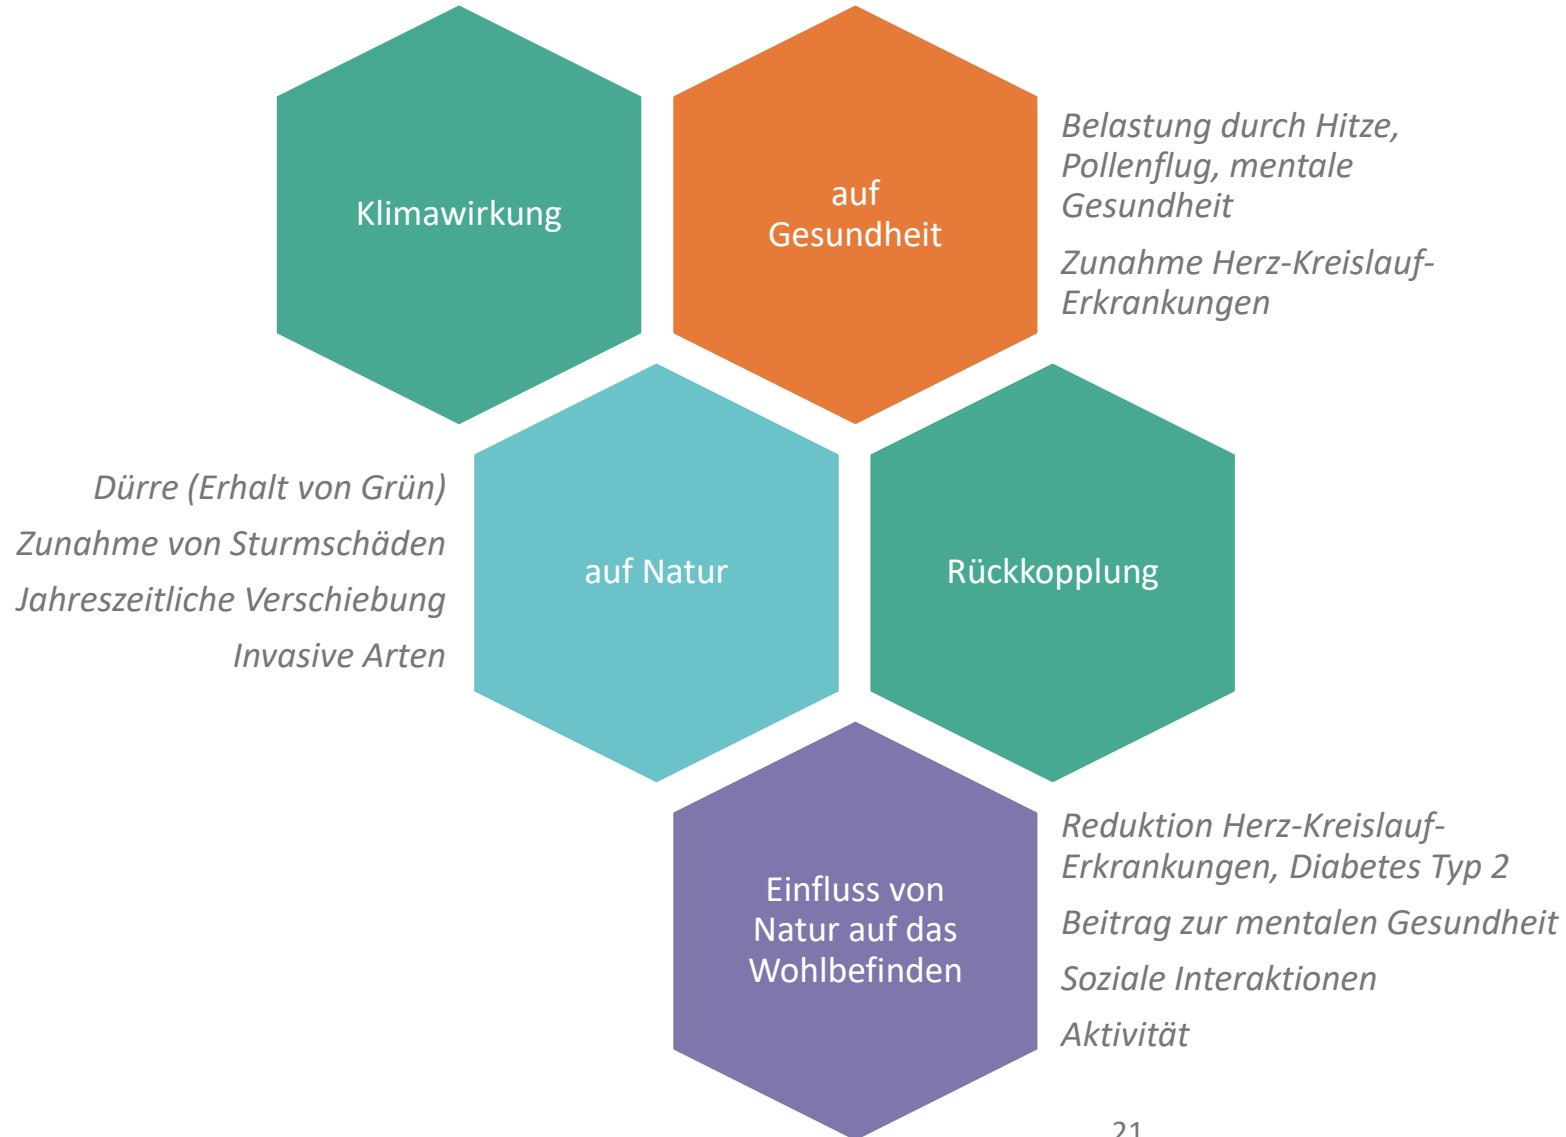 Klimawirkung
auf
Gesundheit
Belastung durch Hitze,
Pollenflug, mentale
Gesundheit
Zunahme Herz-Kreislauf-
Erkrankungen
Dürre (Erhalt von Grün)
Zunahme von Sturmschäden
Jahreszeitliche Verschiebung
Invasive Arten
auf Natur
Rückkopplung
Einfluss von
Natur auf das
Wohlbefinden
Reduktion Herz-Kreislauf-
Erkrankungen, Diabetes Typ 2
Beitrag zur mentalen Gesundheit
Soziale Interaktionen
Aktivität
21